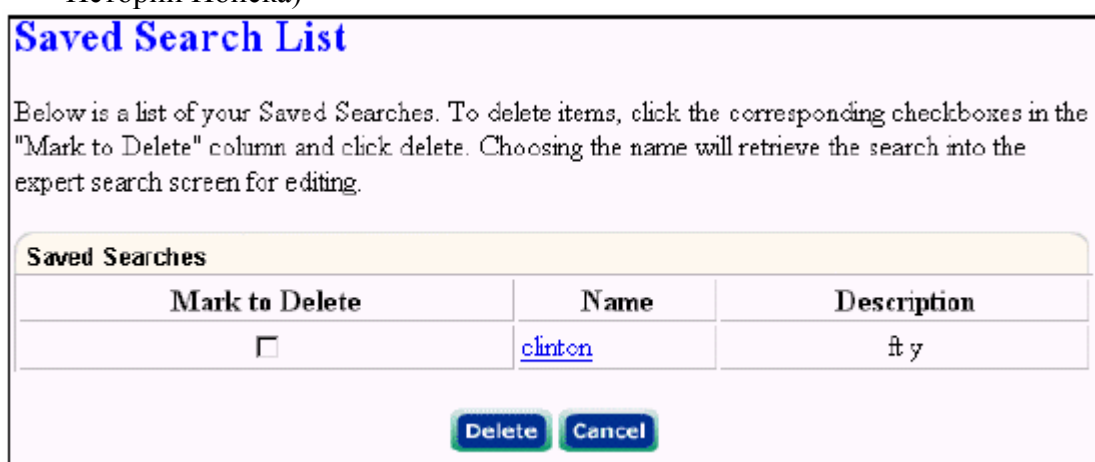 Истории Поиска)
Saved Search List
Below is a list of your Saved Searches. To delete items, click the corresponding checkboxes in the
"Mark to Delete" column and click delete. Choosing the name will retrieve the search into the
expert search screen for editing.
Saved Searches
Mark to Delete Name Description
clinton ft y
Delete Cancel